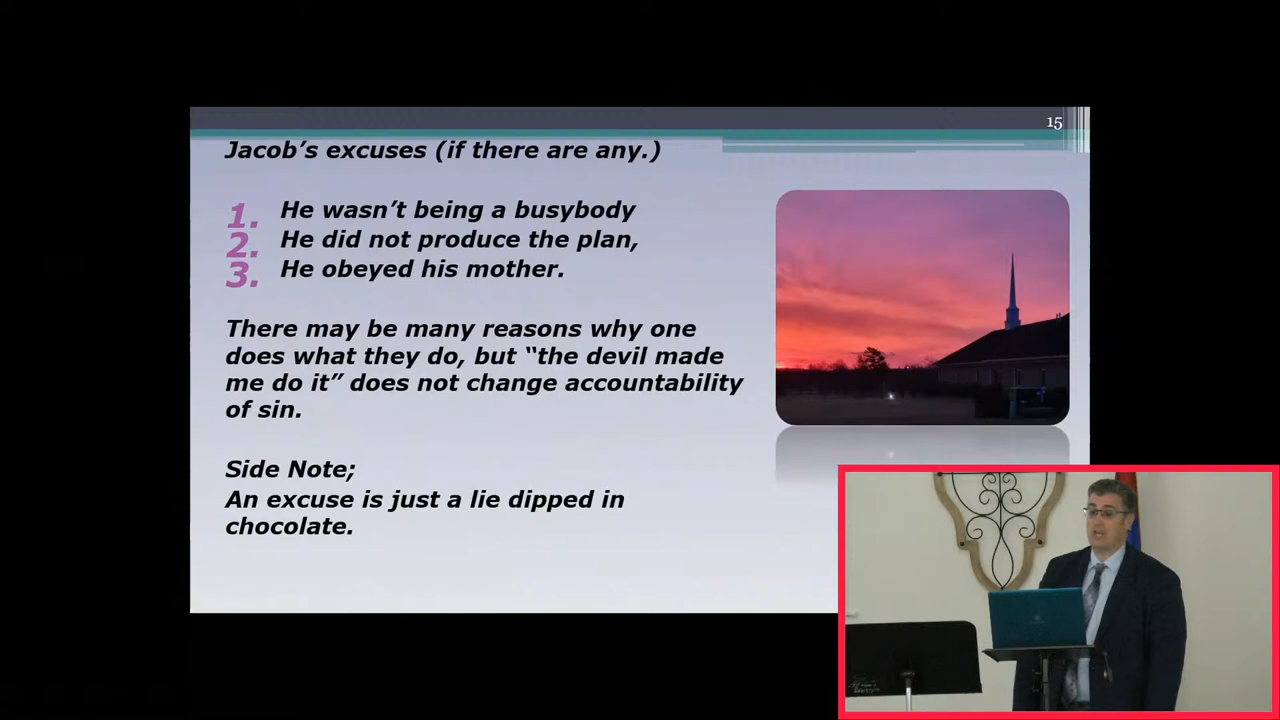 15
Jacob’s excuses (if there are any.)
1. He wasn’t being a busybody
2. He did not produce the plan,
3. He obeyed his mother.
There may be many reasons why one
does what they do, but “the devil made
me do it” does not change accountability
of sin.
Side Note;
An excuse is just a lie dipped in
chocolate.